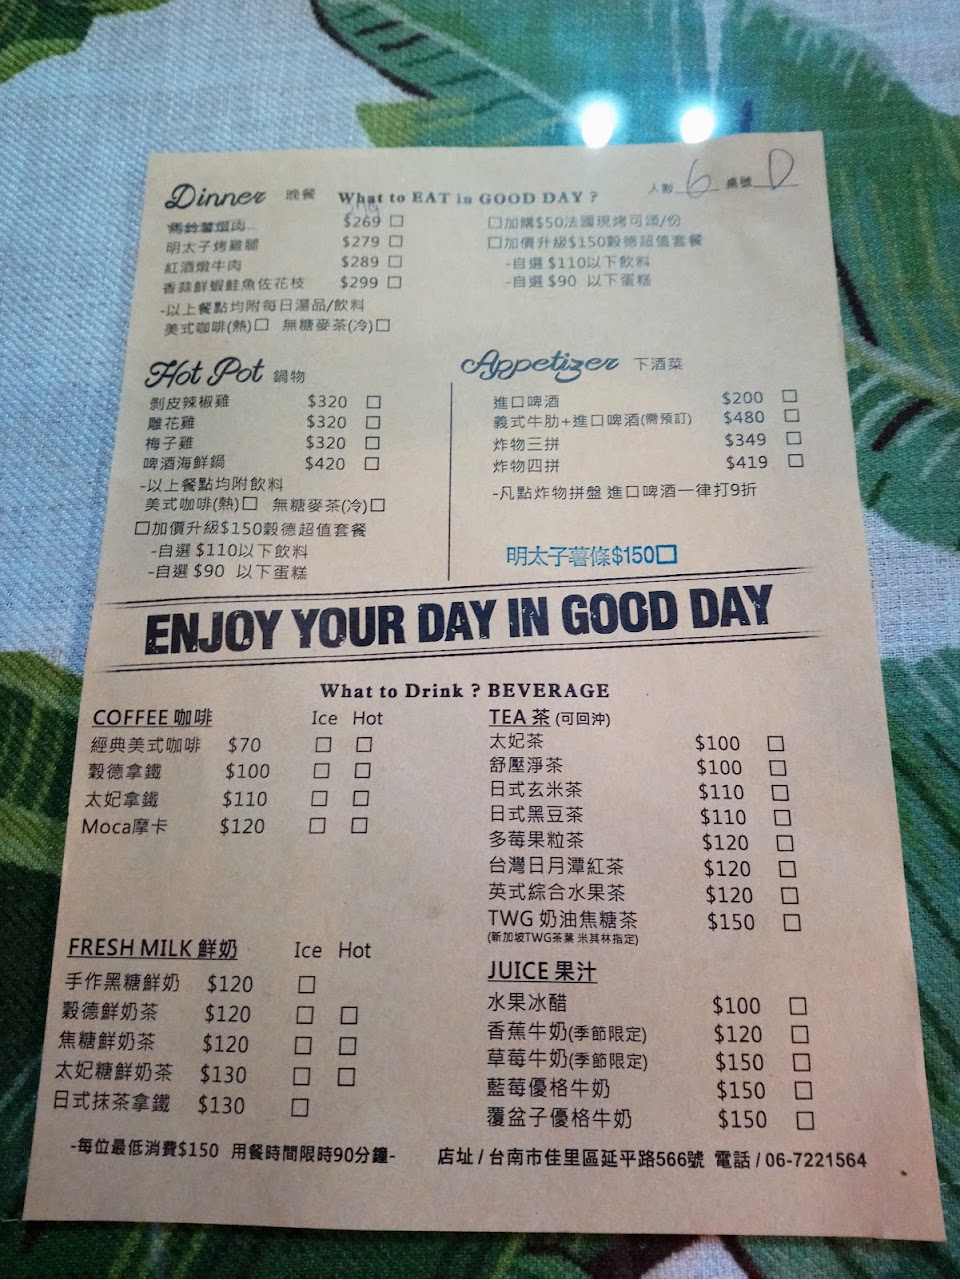 Dinner 晚餐 What to EAT in GOOD DAY ? 人數 6 桌號 D
馬鈴薯燉肉 $269 □
明太子烤雞腿 $279 □
紅酒燉牛肉 $289 □
香蒜鮮蝦鮭魚佐花枝 $299 □
-以上餐點均附每日湯品/飲料
美式咖啡(熱)□ 無糖麥茶(冷)□
□加購$50法國現烤可頌/份
□加價升級$150穀德超值套餐
-自選 $110以下飲料
-自選 $90 以下蛋糕
Hot Pot 鍋物
剝皮辣椒雞 $320 □
雕花雞 $320 □
梅子雞 $320 □
啤酒海鮮鍋 $420 □
-以上餐點均附飲料
美式咖啡(熱)□ 無糖麥茶(冷)□
□加價升級$150穀德超值套餐
-自選 $110以下飲料
-自選 $90 以下蛋糕
Appetizer 下酒菜
進口啤酒 $200 □
義式牛肋+進口啤酒(需預訂) $480 □
炸物三拼 $349 □
炸物四拼 $419 □
-凡點炸物拼盤 進口啤酒一律打9折
明太子薯條$150□
ENJOY YOUR DAY IN GOOD DAY
What to Drink ? BEVERAGE
COFFEE 咖啡 Ice Hot
經典美式咖啡 $70 □ □
穀德拿鐵 $100 □ □
太妃拿鐵 $110 □ □
Moca摩卡 $120 □ □
FRESH MILK 鮮奶 Ice Hot
手作黑糖鮮奶 $120 □
穀德鮮奶茶 $120 □ □
焦糖鮮奶茶 $120 □ □
太妃糖鮮奶茶 $130 □ □
日式抹茶拿鐵 $130 □
TEA 茶 (可回沖)
太妃茶 $100 □
舒壓淨茶 $100 □
日式玄米茶 $110 □
日式黑豆茶 $110 □
多莓果粒茶 $120 □
台灣日月潭紅茶 $120 □
英式綜合水果茶 $120 □
TWG 奶油焦糖茶 $150 □
(新加坡TWG茶葉 米其林指定)
JUICE 果汁
水果冰醋 $100 □
香蕉牛奶(季節限定) $120 □
草莓牛奶(季節限定) $150 □
藍莓優格牛奶 $150 □
覆盆子優格牛奶 $150 □
-每位最低消費$150 用餐時間限時90分鐘- 店址 / 台南市佳里區延平路566號 電話 / 06-7221564